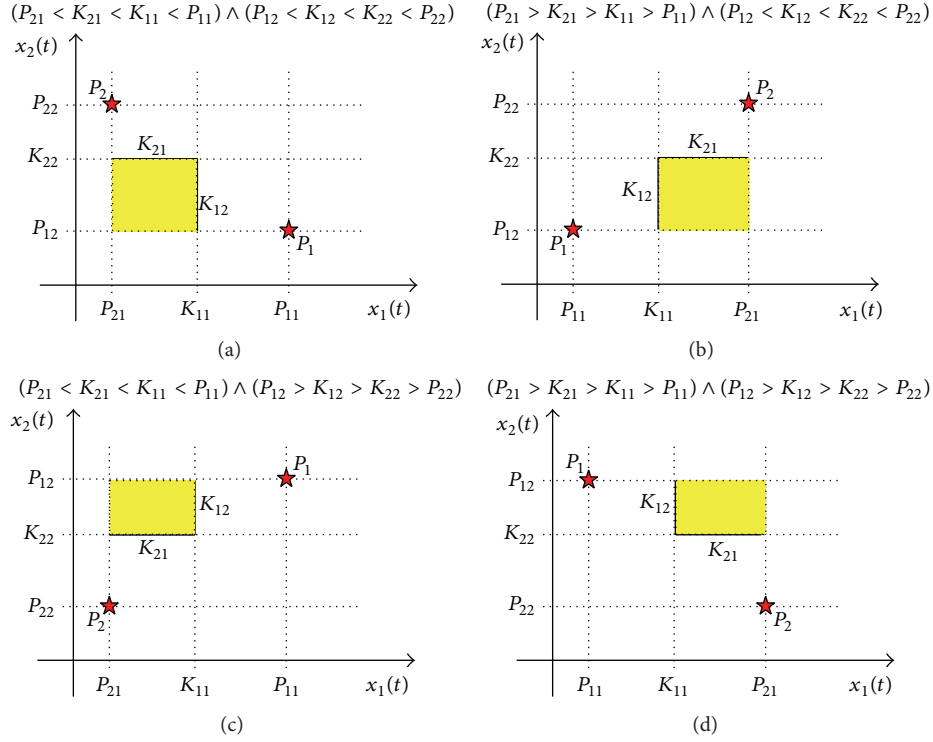 (P₂₁ < K₂₁ < K₁₁ < P₁₁) ∧ (P₁₂ < K₁₂ < K₂₂ < P₂₂)
x₂(t)
P₂
P₂₂
K₂₁
K₂₂
K₁₂
P₁₂
P₁
P₂₁ K₁₁ P₁₁ x₁(t)
(a)
(P₂₁ > K₂₁ > K₁₁ > P₁₁) ∧ (P₁₂ < K₁₂ < K₂₂ < P₂₂)
x₂(t)
P₂
P₂₂
K₂₁
K₂₂
K₁₂
P₁₂
P₁
P₁₁ K₁₁ P₂₁ x₁(t)
(b)
(P₂₁ < K₂₁ < K₁₁ < P₁₁) ∧ (P₁₂ > K₁₂ > K₂₂ > P₂₂)
x₂(t)
P₁
P₁₂
K₁₂
K₂₂
K₂₁
P₂₂
P₂
P₂₁ K₁₁ P₁₁ x₁(t)
(c)
(P₂₁ > K₂₁ > K₁₁ > P₁₁) ∧ (P₁₂ > K₁₂ > K₂₂ > P₂₂)
x₂(t)
P₁
P₁₂
K₁₂
K₂₂
K₂₁
P₂₂
P₂
P₁₁ K₁₁ P₂₁ x₁(t)
(d)